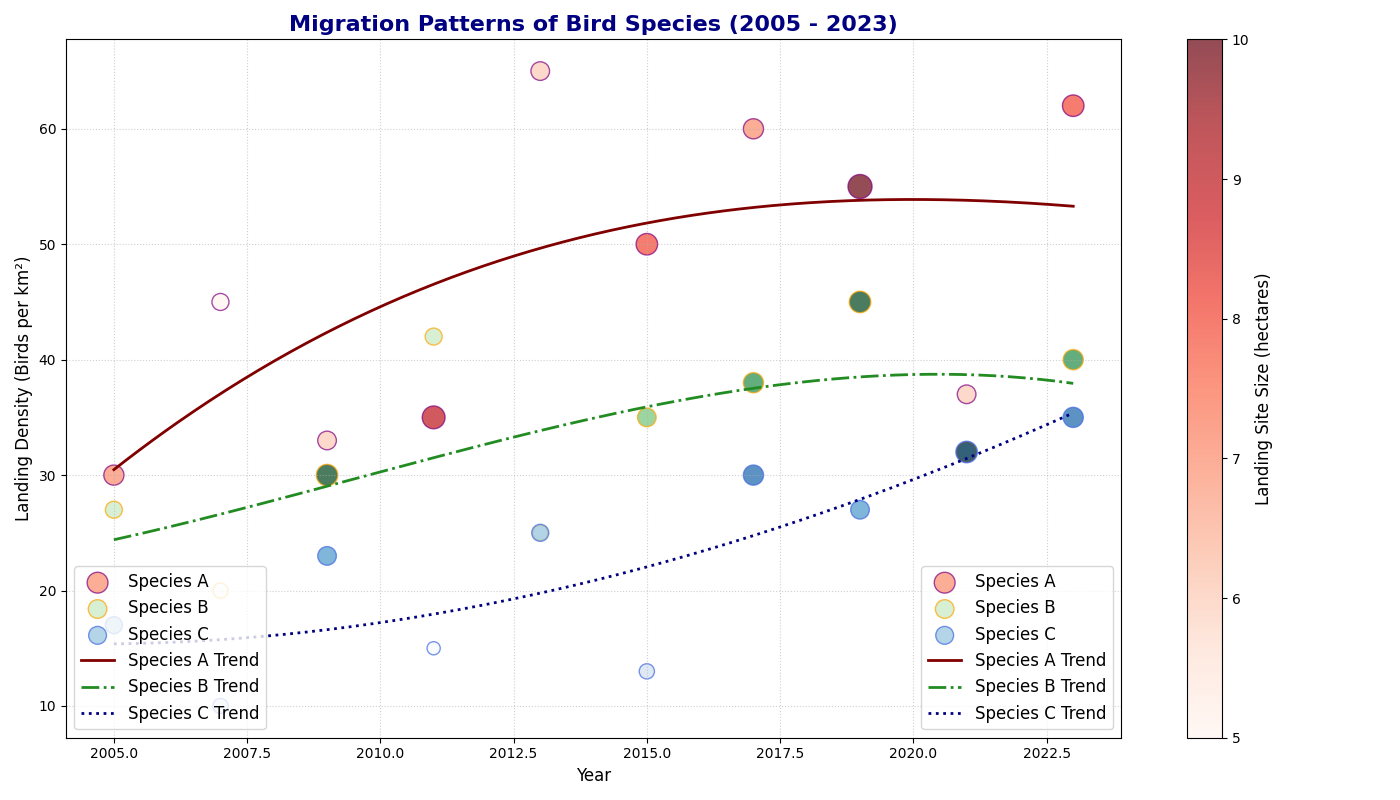 Migration Patterns of Bird Species (2005 - 2023)
Landing Density (Birds per km²)
60
50
40
30
20
10
Species A
Species B
Species C
Species A Trend
Species B Trend
Species C Trend
Species A
Species B
Species C
Species A Trend
Species B Trend
Species C Trend
2005.0 2007.5 2010.0 2012.5 2015.0 2017.5 2020.0 2022.5
Year
10
9
8
7
6
5
Landing Site Size (hectares)